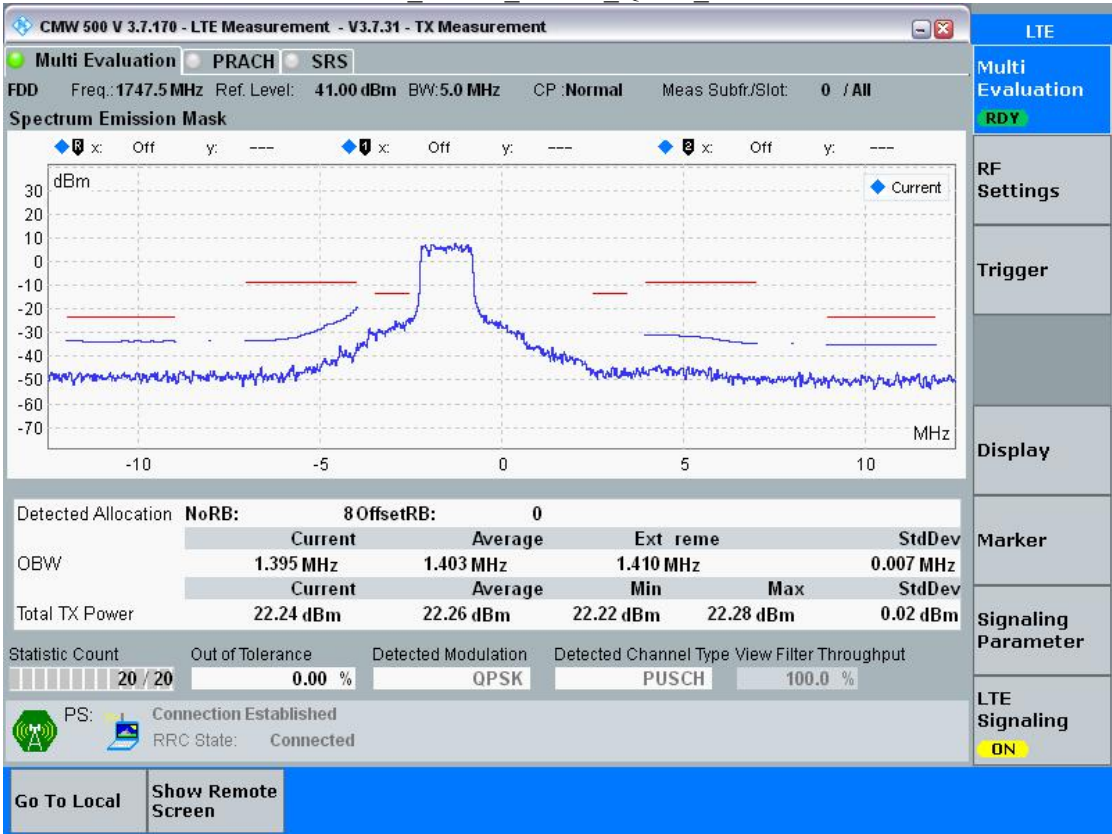 CMW 500 V 3.7.170 - LTE Measurement - V3.7.31 - TX Measurement
LTE
Multi Evaluation PRACH SRS
Multi
Evaluation
RDY
FDD Freq.:1747.5 MHz Ref. Level: 41.00 dBm BW:5.0 MHz CP :Normal Meas Subfr./Slot: 0 / All
Spectrum Emission Mask
R x: Off y: --- 1 x: Off y: --- 2 x: Off y: ---
dBm
Current
30
20
10
0
-10
-20
-30
-40
-50
-60
-70
MHz
-10 -5 0 5 10
RF
Settings
Trigger
Display
Marker
Signaling
Parameter
LTE
Signaling
ON
Detected Allocation NoRB: 8 OffsetRB: 0
Current Average Ext reme StdDev
OBW 1.395 MHz 1.403 MHz 1.410 MHz 0.007 MHz
Current Average Min Max StdDev
Total TX Power 22.24 dBm 22.26 dBm 22.22 dBm 22.28 dBm 0.02 dBm
Statistic Count Out of Tolerance Detected Modulation Detected Channel Type View Filter Throughput
20 / 20 0.00 % QPSK PUSCH 100.0 %
PS: Connection Established
RRC State: Connected
Go To Local
Show Remote
Screen